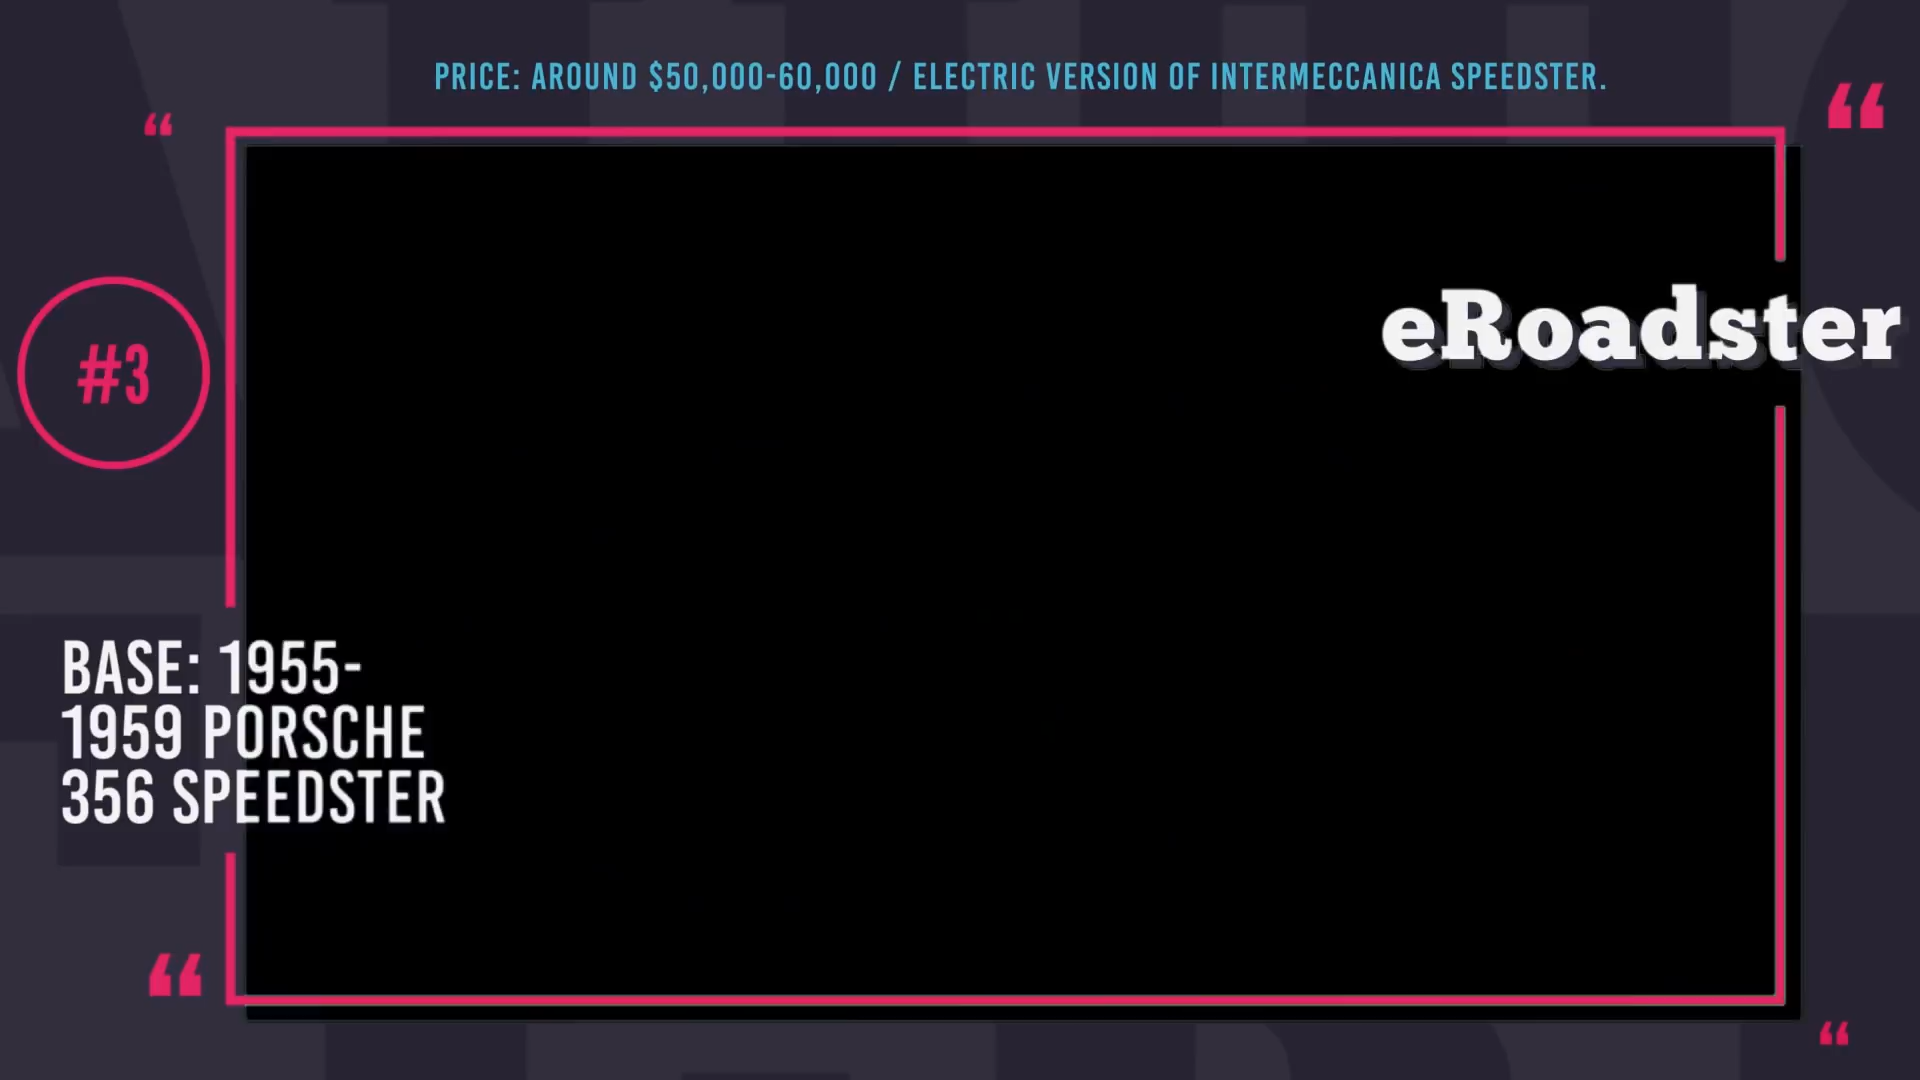 PRICE: AROUND $50,000-60,000 / ELECTRIC VERSION OF INTERMECCANICA SPEEDSTER.
eRoadster
#3
BASE: 1955-
1959 PORSCHE
356 SPEEDSTER